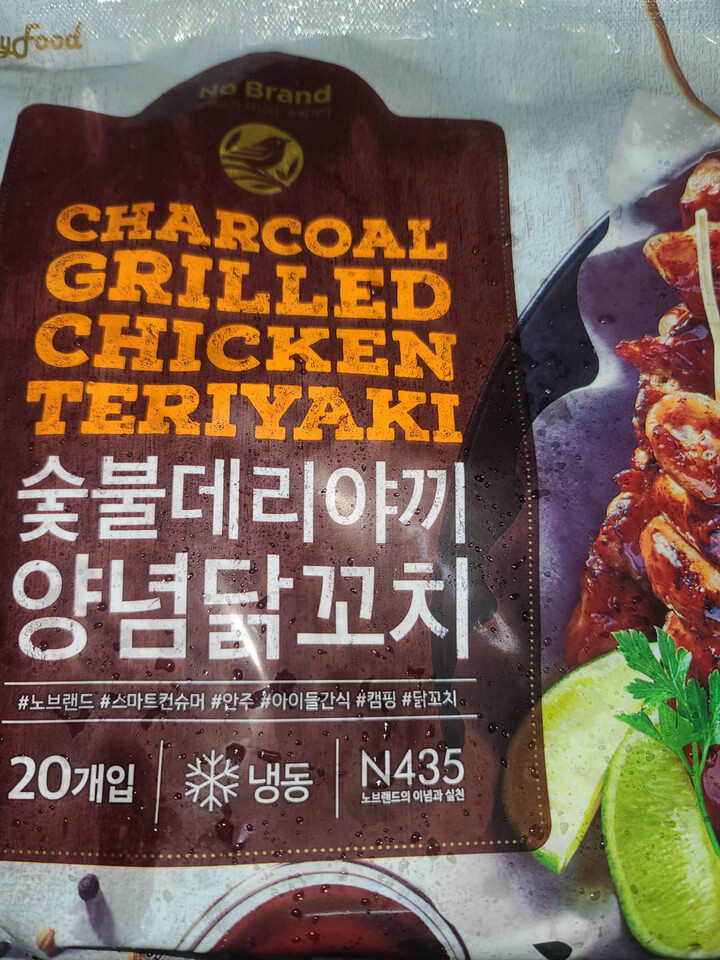 yFood
No Brand
CHARCOAL
GRILLED
CHICKEN
TERIYAKI
숯불데리야끼
양념닭꼬치
#노브랜드 #스마트컨슈머 #안주 #아이들간식 #캠핑 #닭꼬치
20개입
냉동
N435
노브랜드의 이념과 실천